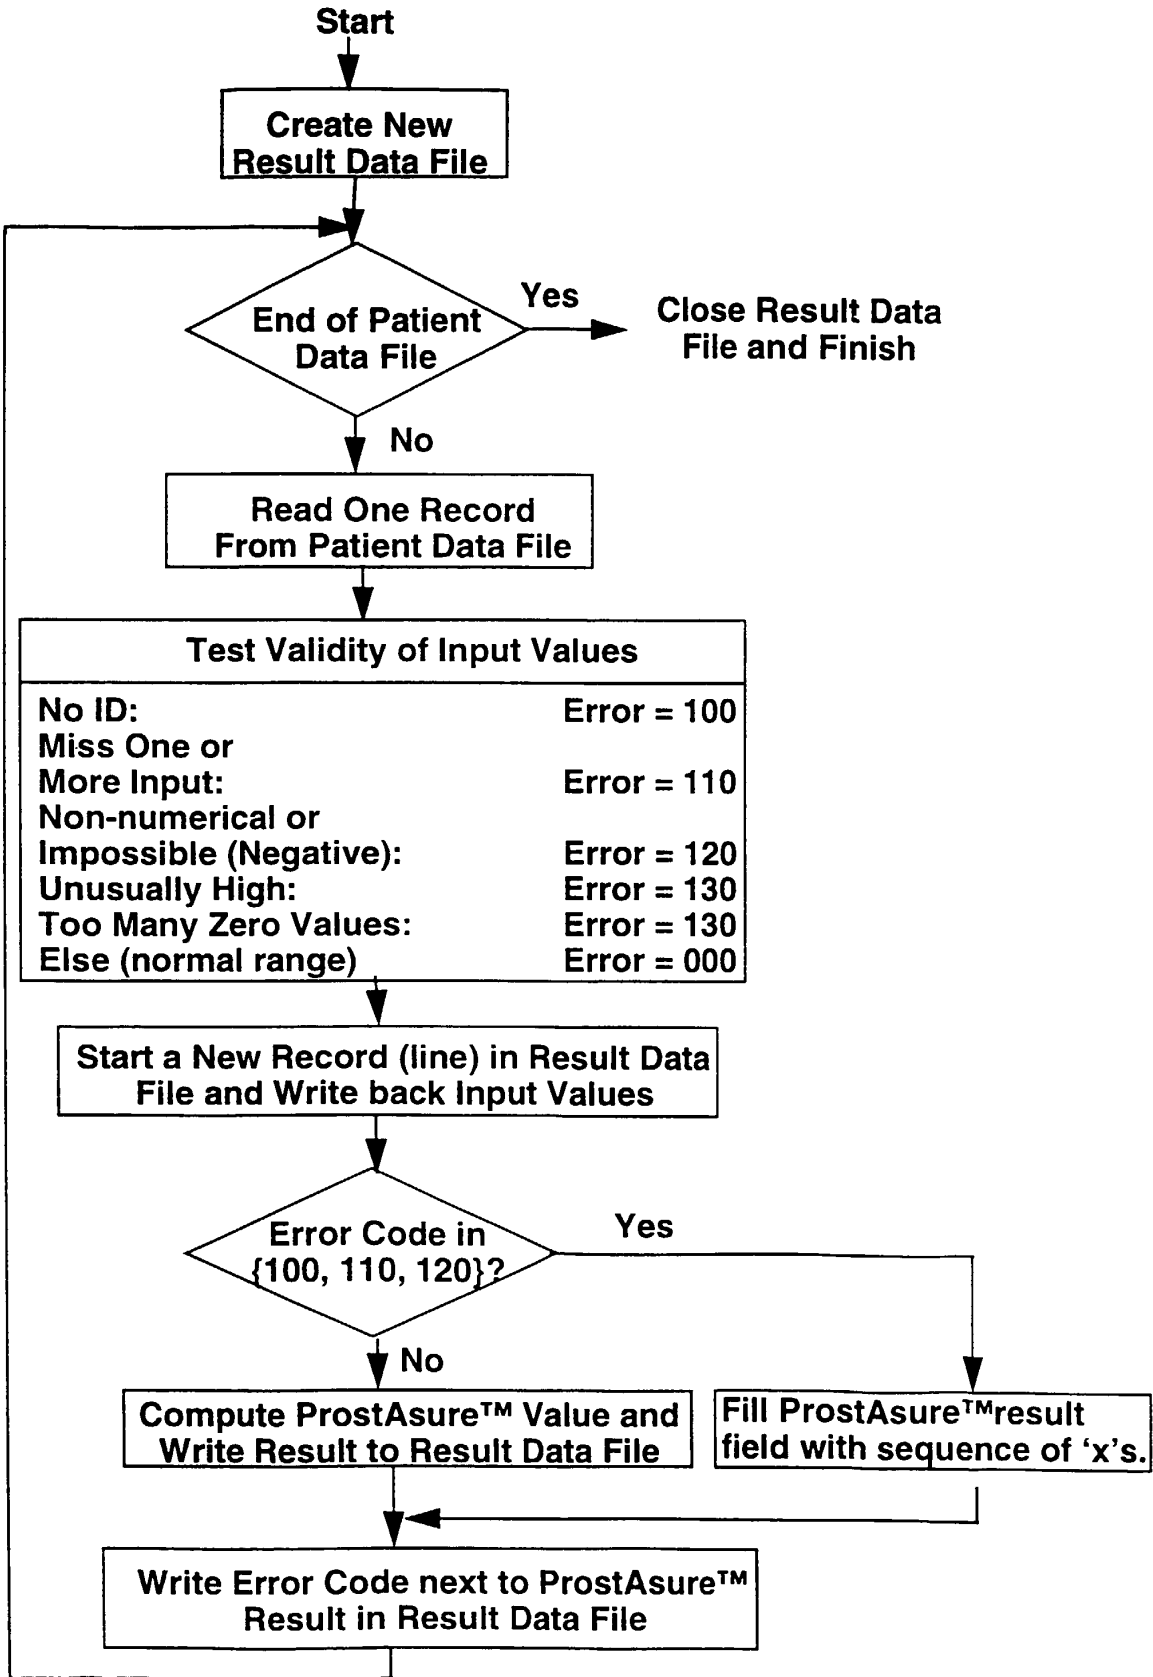 Start
Create New
Result Data File
End of Patient
Data File
Yes
Close Result Data
File and Finish
No
Read One Record
From Patient Data File
Test Validity of Input Values
No ID: Error = 100
Miss One or
More Input: Error = 110
Non-numerical or
Impossible (Negative): Error = 120
Unusually High: Error = 130
Too Many Zero Values: Error = 130
Else (normal range) Error = 000
Start a New Record (line) in Result Data
File and Write back Input Values
Error Code in
{100, 110, 120}?
Yes
No
Compute ProstAsure™ Value and
Write Result to Result Data File
Fill ProstAsure™result
field with sequence of ‘x’s.
Write Error Code next to ProstAsure™
Result in Result Data File